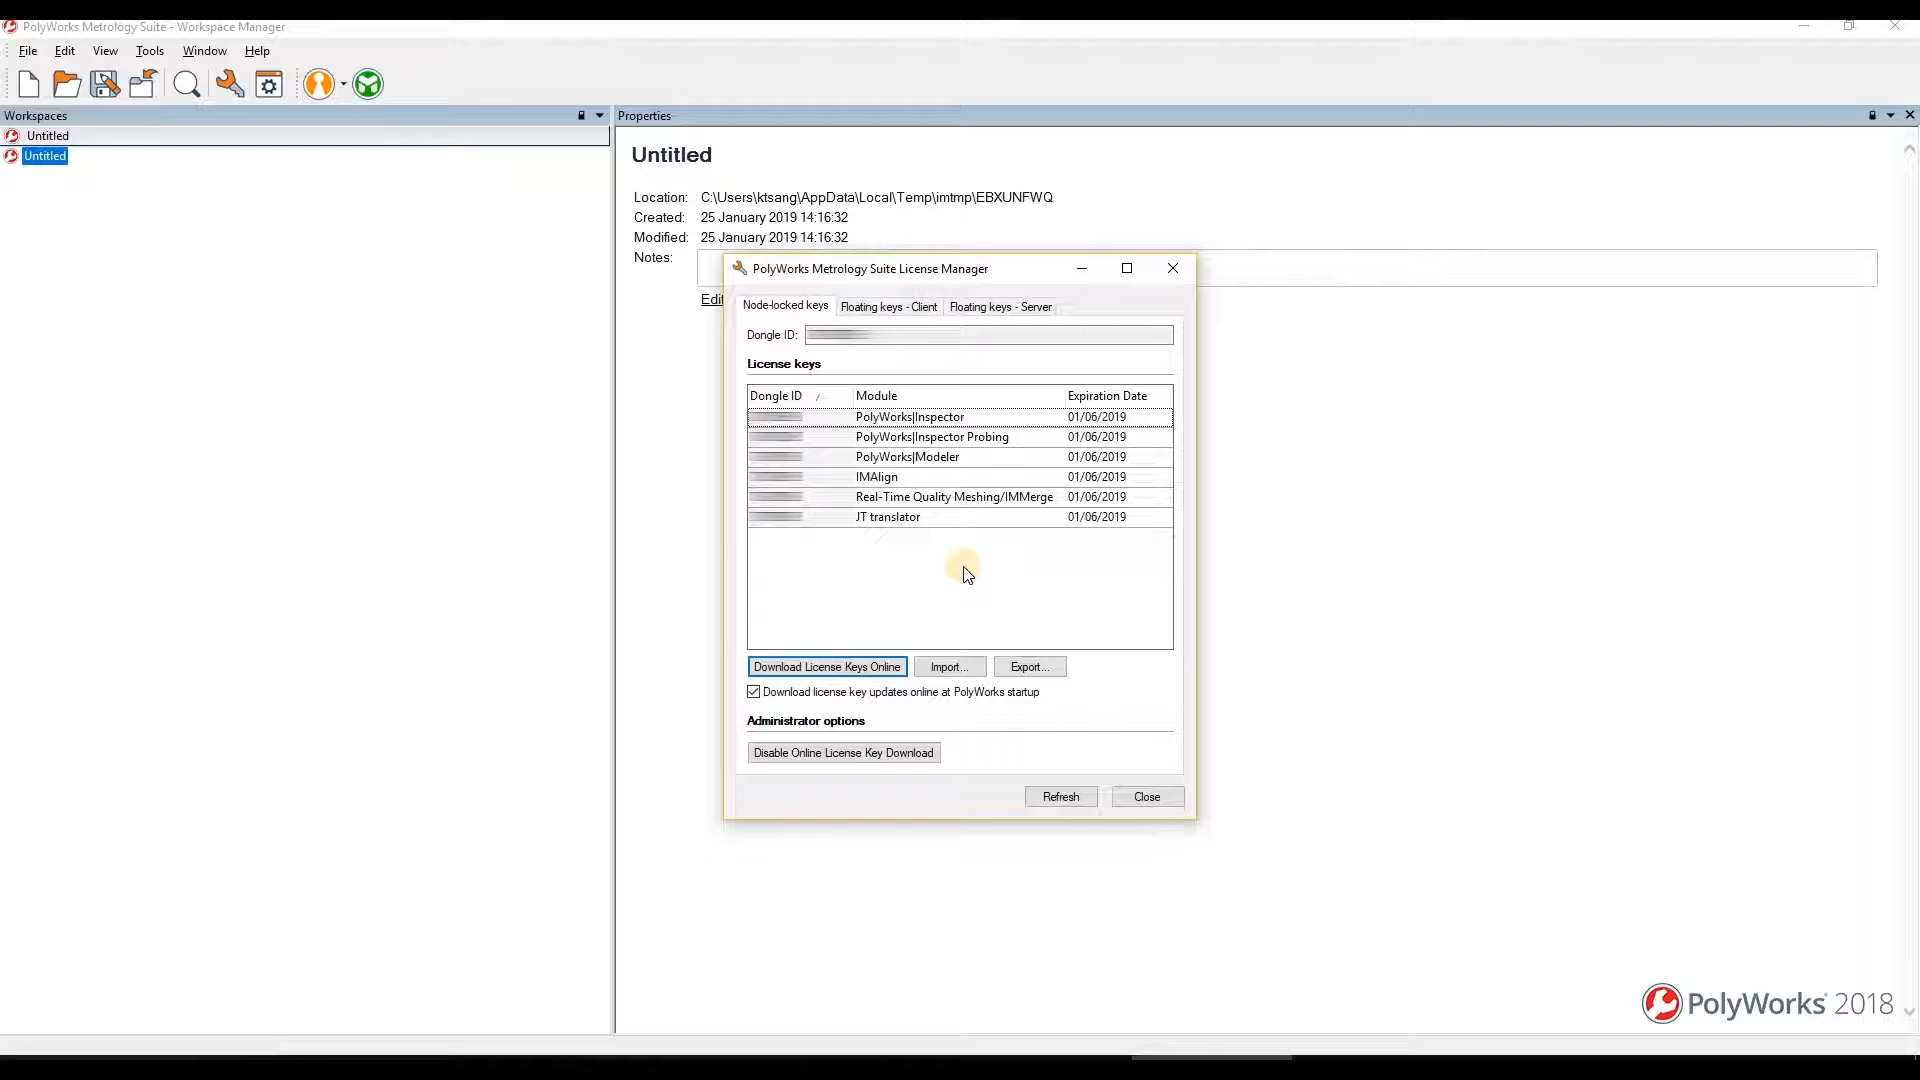 PolyWorks Metrology Suite - Workspace Manager
File Edit View Tools Window Help
Workspaces
Untitled
Untitled
Properties
Untitled
Location: C:\Users\ktsang\AppData\Local\Temp\imtmp\EBXUNFWQ
Created: 25 January 2019 14:16:32
Modified: 25 January 2019 14:16:32
Notes:
Edi
PolyWorks Metrology Suite License Manager
Node-locked keys Floating keys - Client Floating keys - Server
Dongle ID:
License keys
Dongle ID Module Expiration Date
PolyWorks|Inspector 01/06/2019
PolyWorks|Inspector Probing 01/06/2019
PolyWorks|Modeler 01/06/2019
IMAlign 01/06/2019
Real-Time Quality Meshing/IMMerge 01/06/2019
JT translator 01/06/2019
Download License Keys Online Import... Export...
Download license key updates online at PolyWorks startup
Administrator options
Disable Online License Key Download
Refresh Close
PolyWorks 2018